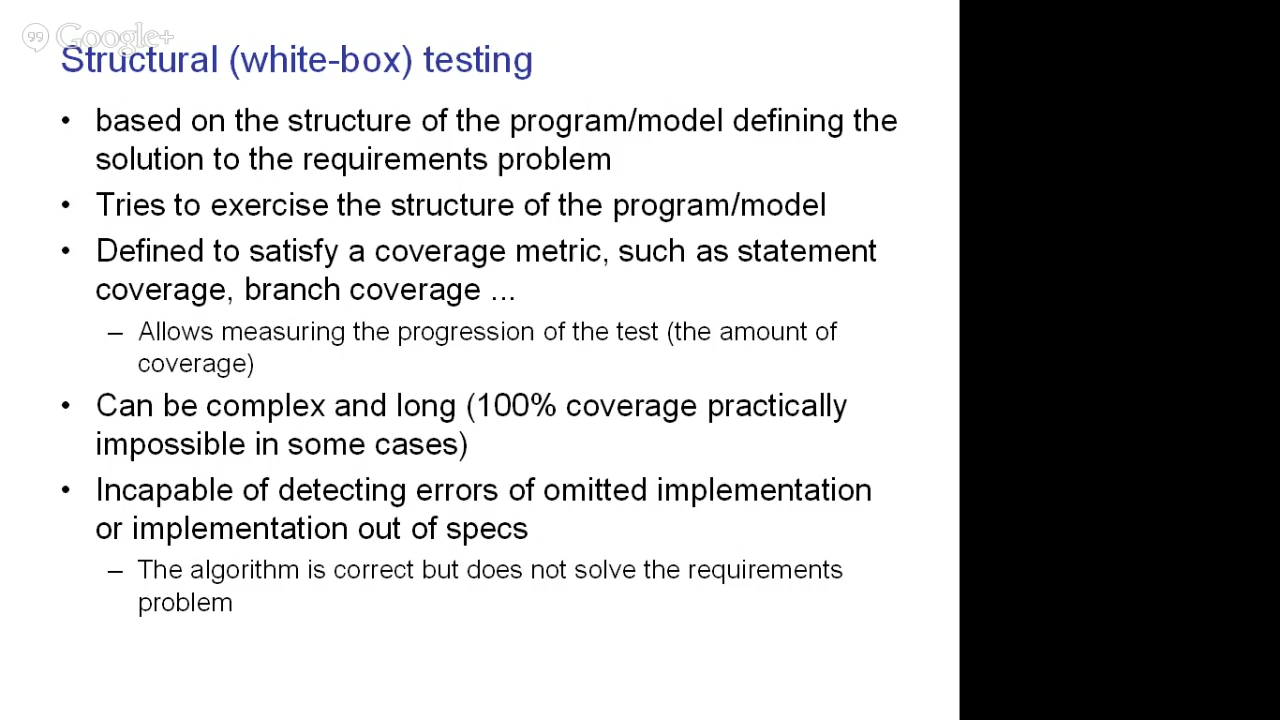 Google+
Structural (white-box) testing
• based on the structure of the program/model defining the
solution to the requirements problem
• Tries to exercise the structure of the program/model
• Defined to satisfy a coverage metric, such as statement
coverage, branch coverage ...
– Allows measuring the progression of the test (the amount of
coverage)
• Can be complex and long (100% coverage practically
impossible in some cases)
• Incapable of detecting errors of omitted implementation
or implementation out of specs
– The algorithm is correct but does not solve the requirements
problem